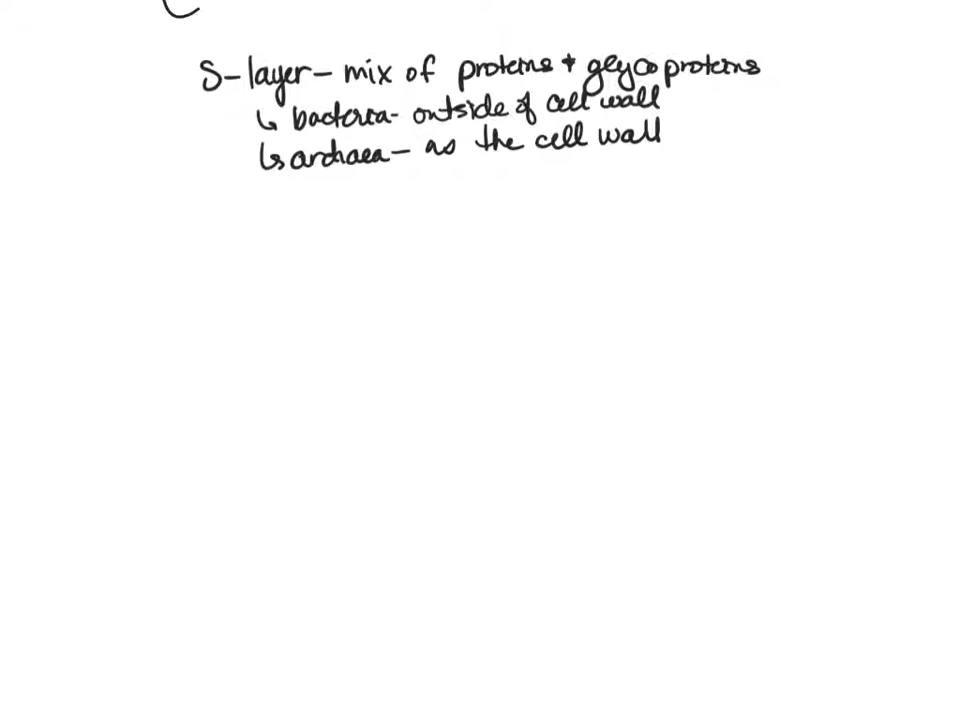 S-layer - mix of proteins + glycoproteins
↳ bacteria - outside of cell wall
↳ archaea - as the cell wall